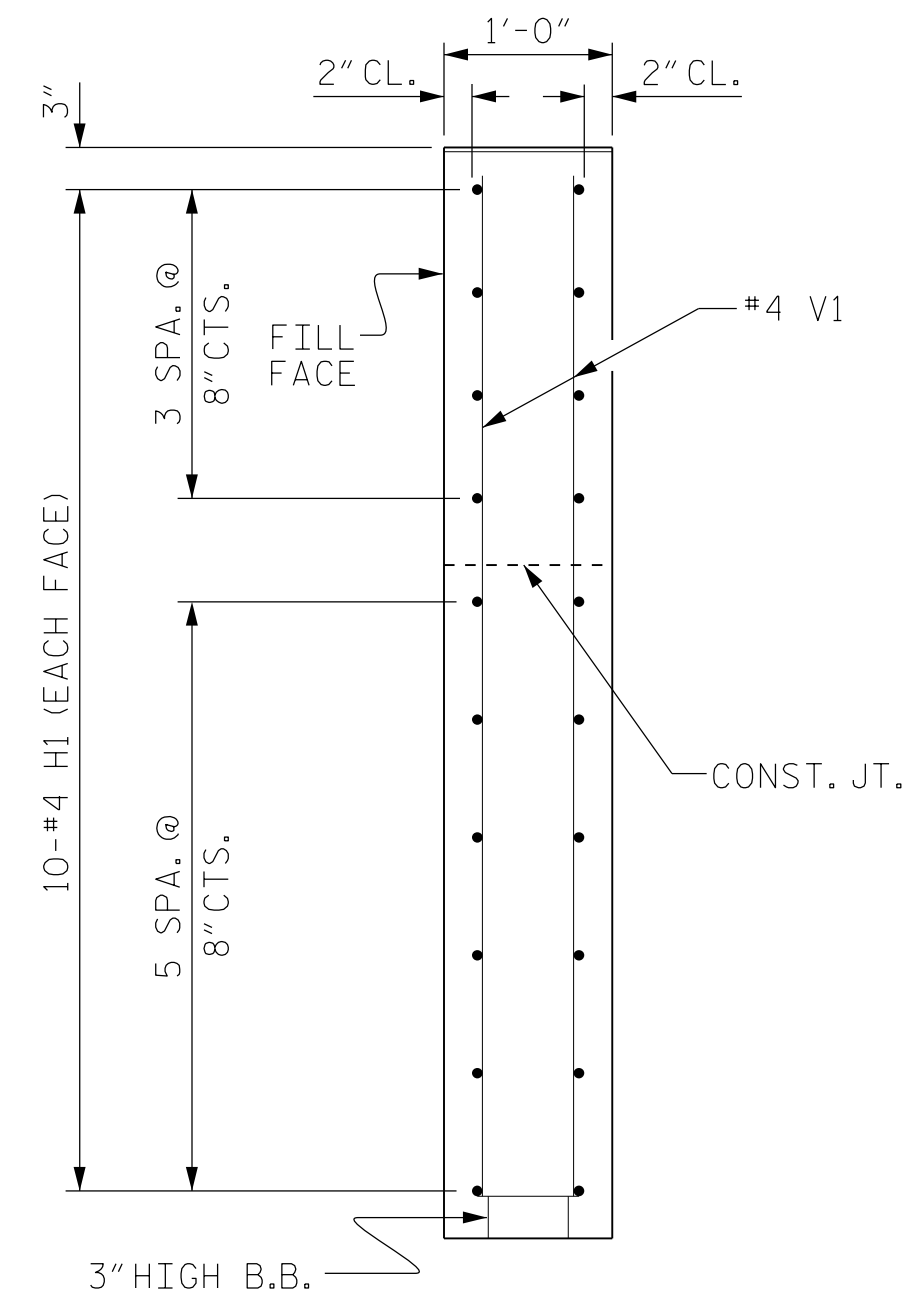 1'-0"
2" CL.
2" CL.
3"
3 SPA. @
8" CTS.
FILL
FACE
#4 V1
10-#4 H1 (EACH FACE)
CONST. JT.
5 SPA. @
8" CTS.
3" HIGH B.B.